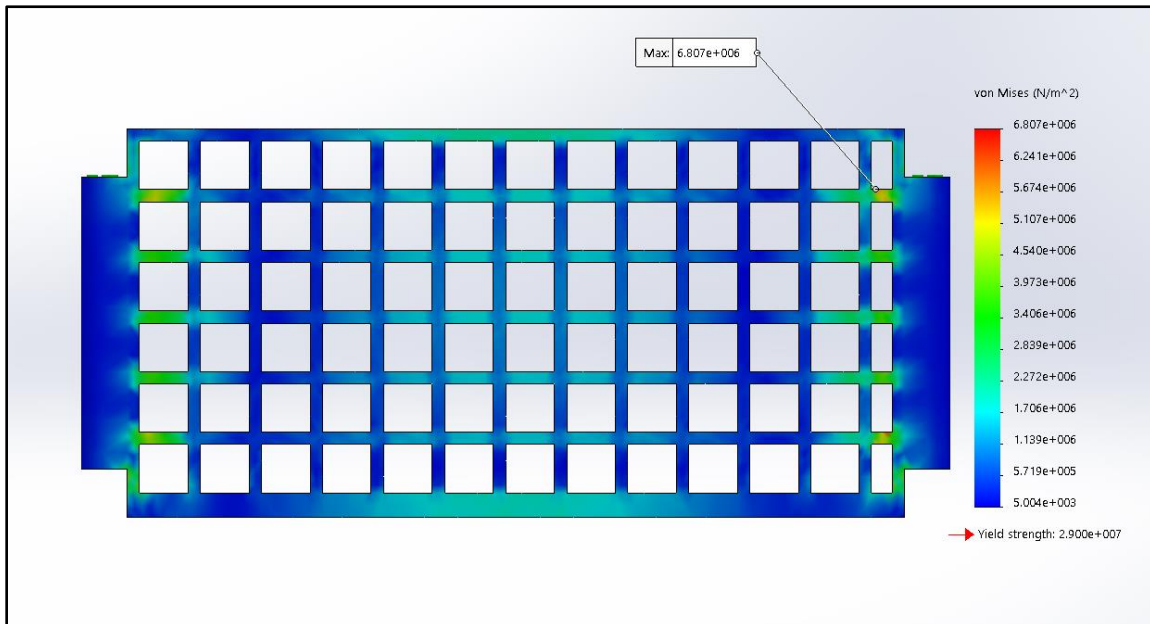 Max: 6.807e+006
von Mises (N/m^2)
6.807e+006
6.241e+006
5.674e+006
5.107e+006
4.540e+006
3.973e+006
3.406e+006
2.839e+006
2.272e+006
1.706e+006
1.139e+006
5.719e+005
5.004e+003
Yield strength: 2.900e+007